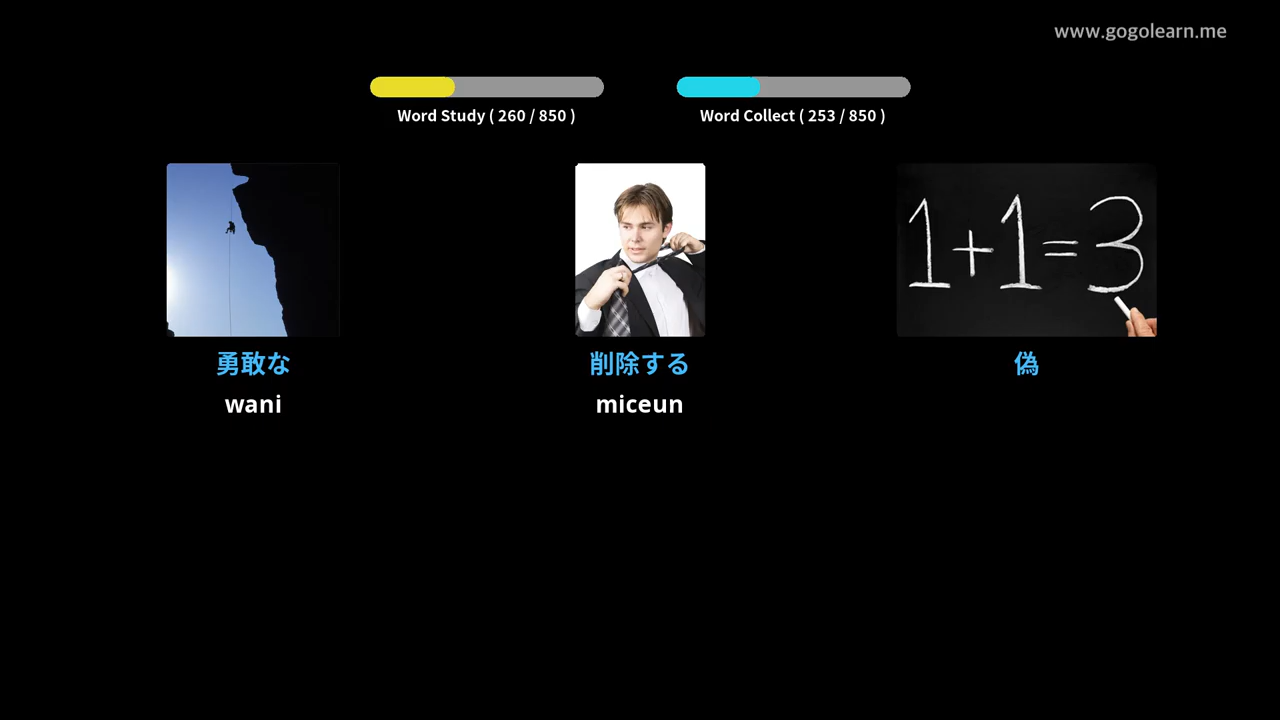 www.gogolearn.me
Word Study ( 260 / 850 )
Word Collect ( 253 / 850 )
1+1=3
勇敢な
削除する
偽
wani
miceun